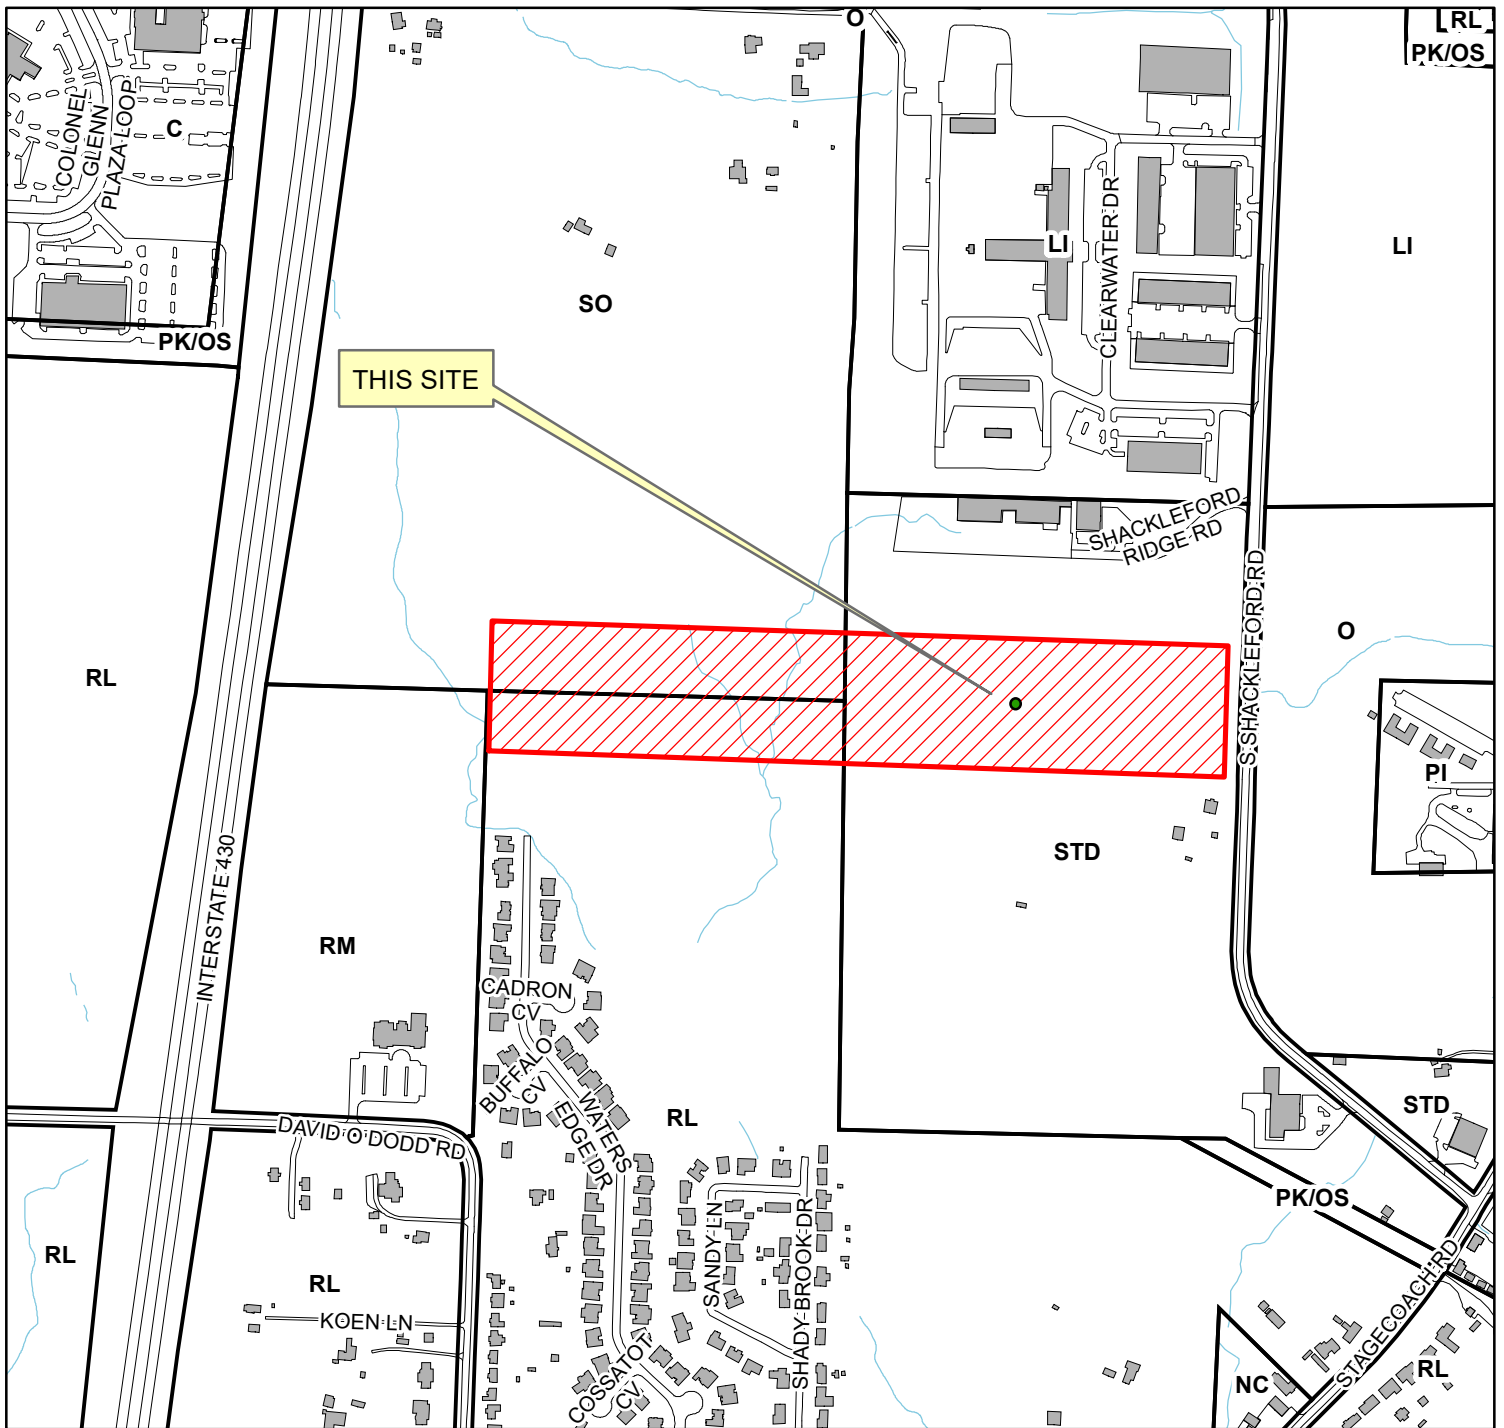 O
RL
PK/OS
COLONEL
GLENN
PLAZA LOOP
C
CLEARWATER DR
LI
LI
SO
PK/OS
THIS SITE
SHACKLEFORD
RIDGE RD
S SHACKLEFORD RD
O
RL
PI
STD
INTERSTATE 430
RM
CADRON
CV
BUFFALO
CV
WATERS
EDGE DR
RL
STD
DAVID O DODD RD
PK/OS
RL
RL
SANDY LN
SHADY BROOK DR
STAGECOACH RD
KOEN LN
COSSATOT
CV
NC
RL